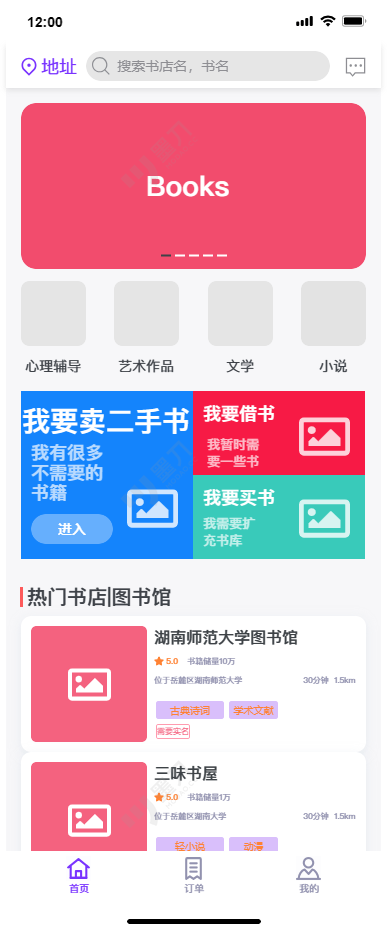 12:00
地址
搜索书店名，书名
Books
心理辅导 艺术作品 文学 小说
我要卖二手书
我有很多
不需要的
书籍
进入
我要借书
我暂时需
要一些书
我要买书
我需要扩
充书库
热门书店|图书馆
湖南师范大学图书馆
5.0 书籍储量10万
位于岳麓区湖南师范大学 30分钟 1.5km
古典诗词 学术文献
需要实名
三味书屋
5.0 书籍储量1万
位于岳麓区湖南大学 30分钟 1.5km
轻小说 动漫
首页 订单 我的